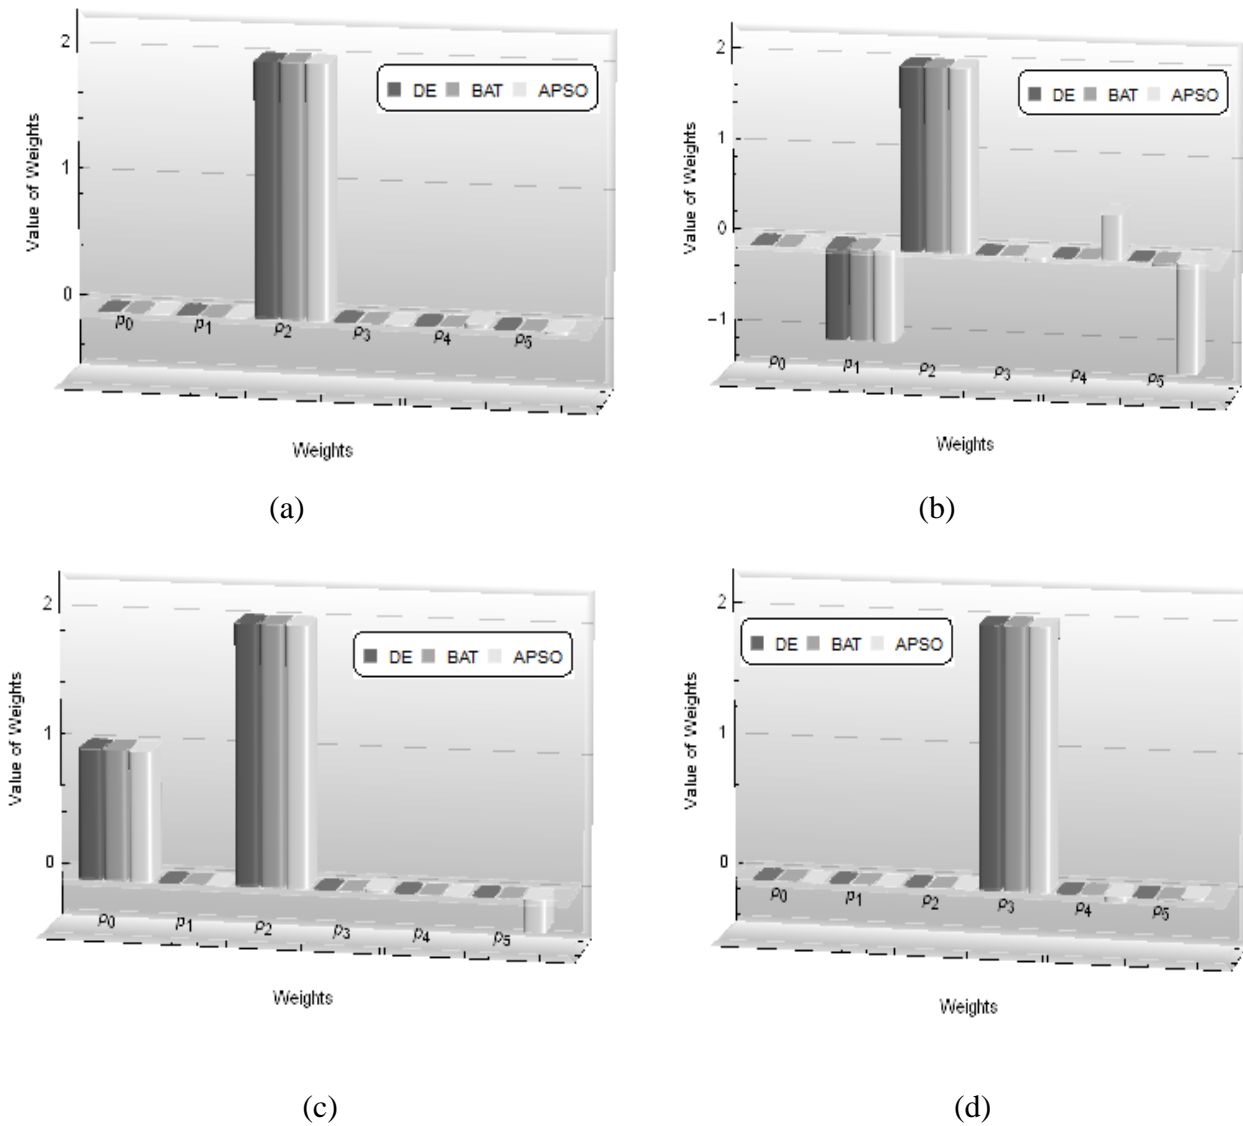 2
1
0
Value of Weights
DE BAT APSO
ρ0 ρ1 ρ2 ρ3 ρ4 ρ5
Weights
(a)
2
1
0
−1
Value of Weights
DE BAT APSO
ρ0 ρ1 ρ2 ρ3 ρ4 ρ5
Weights
(b)
2
1
0
Value of Weights
DE BAT APSO
ρ0 ρ1 ρ2 ρ3 ρ4 ρ5
Weights
(c)
2
1
0
Value of Weights
DE BAT APSO
ρ0 ρ1 ρ2 ρ3 ρ4 ρ5
Weights
(d)